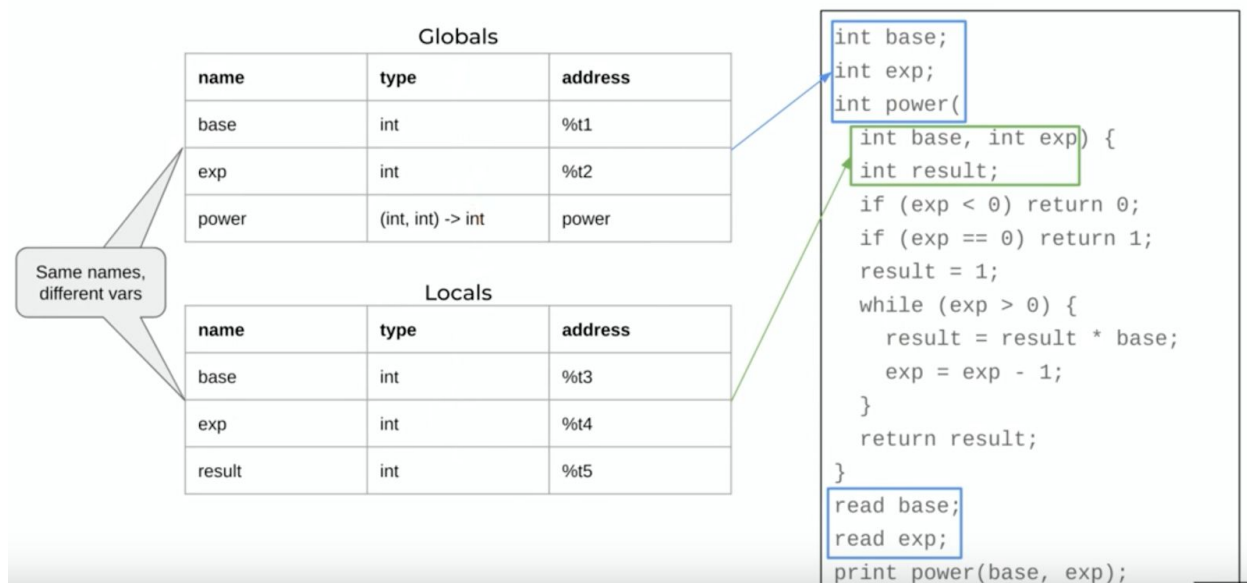 Globals
name type address
base int %t1
exp int %t2
power (int, int) -> int power
Same names,
different vars
Locals
name type address
base int %t3
exp int %t4
result int %t5
int base;
int exp;
int power(
int base, int exp) {
int result;
if (exp < 0) return 0;
if (exp == 0) return 1;
result = 1;
while (exp > 0) {
result = result * base;
exp = exp - 1;
}
return result;
}
read base;
read exp;
print power(base, exp);